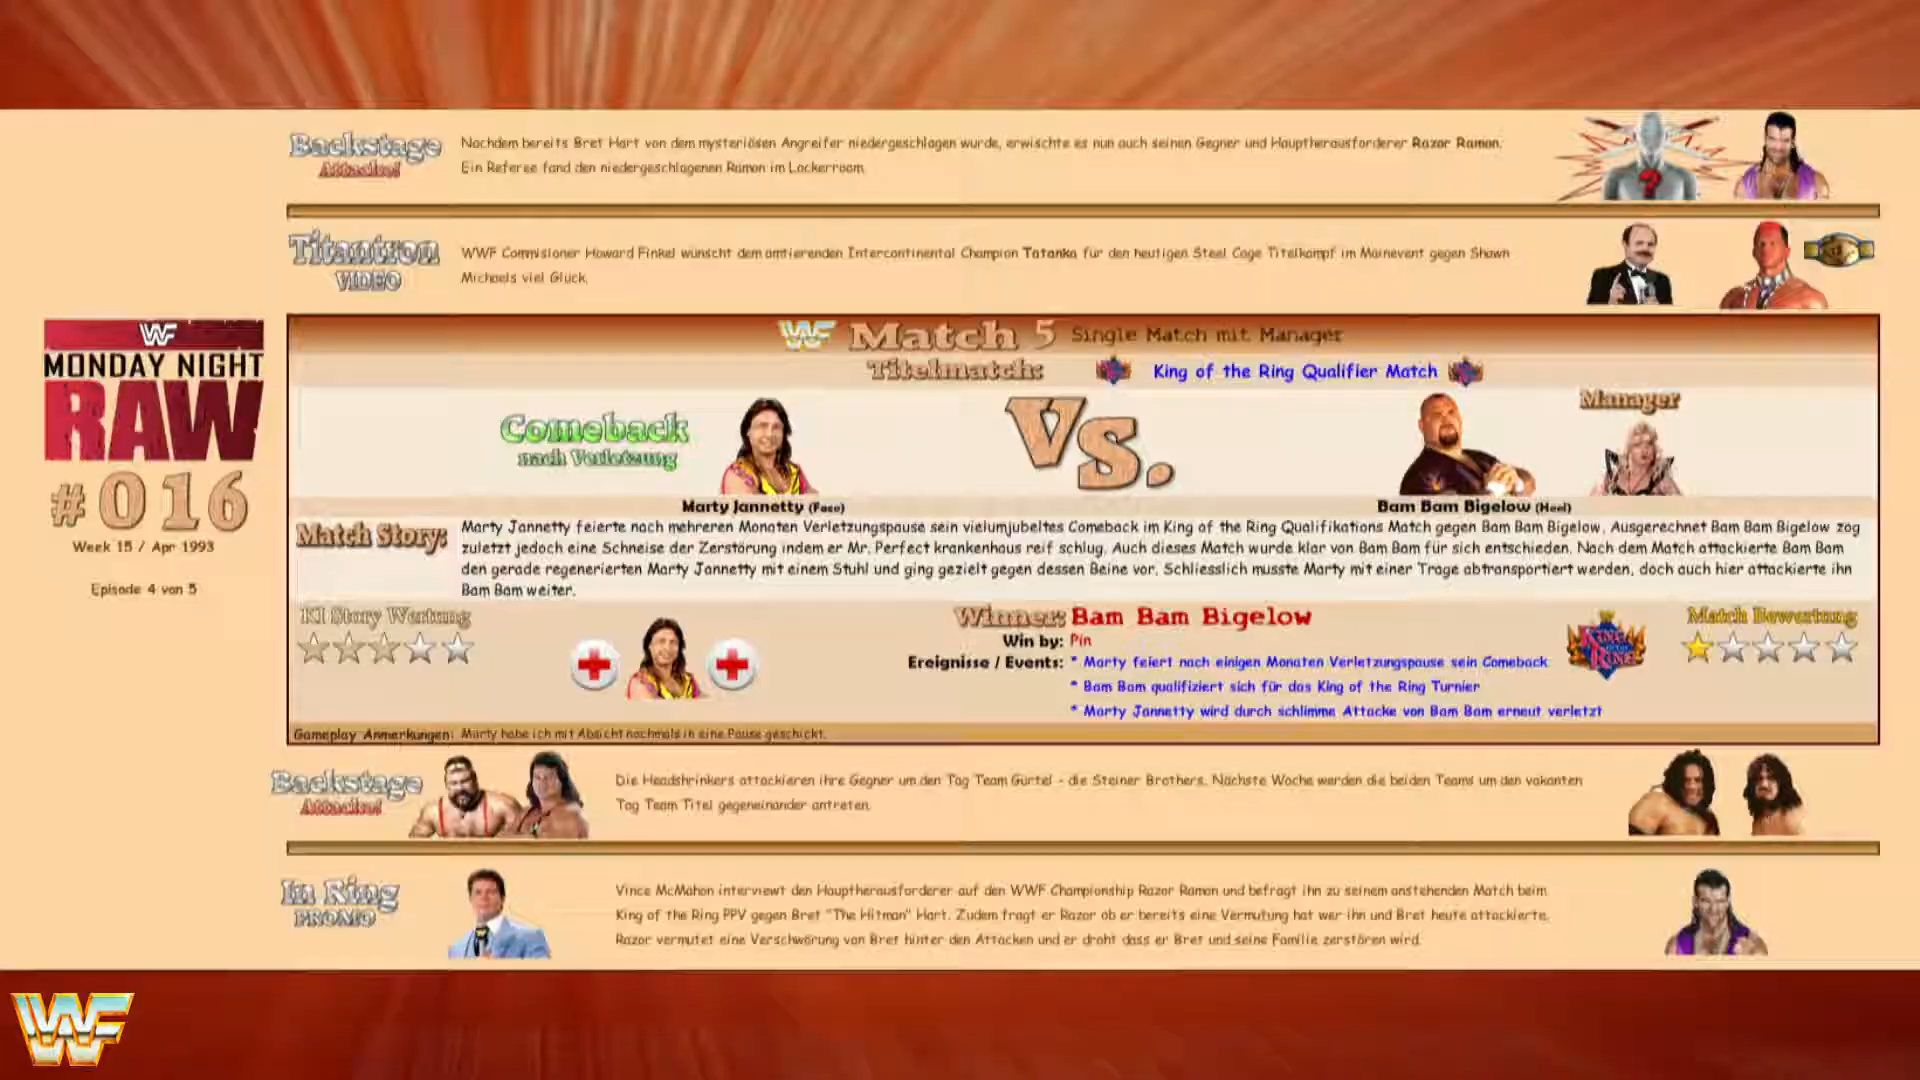 Backstage
Attacke!
Nachdem bereits Bret Hart von dem mysteriösen Angreifer niedergeschlagen wurde, erwischte es nun auch seinen Gegner und Hauptherausforderer Razor Ramon.
Ein Referee fand den niedergeschlagenen Ramon im Lockerroom.
?
Titantron
VIDEO
WWF Commisioner Howard Finkel wünscht dem amtierenden Intercontinental Champion Tatanka für den heutigen Steel Cage Titelkampf im Mainevent gegen Shawn
Michaels viel Glück.
WF
MONDAY NIGHT
RAW
#016
Week 15 / Apr 1993
Episode 4 von 5
WF Match 5 Single Match mit Manager
Titelmatch: King of the Ring Qualifier Match
Comeback
nach Verletzung
Vs.
Manager
Marty Jannetty (Face)
Bam Bam Bigelow (Heel)
Match Story:
Marty Jannetty feierte nach mehreren Monaten Verletzungspause sein vielumjubeltes Comeback im King of the Ring Qualifikations Match gegen Bam Bam Bigelow. Ausgerechnet Bam Bam Bigelow zog
zuletzt jedoch eine Schneise der Zerstörung indem er Mr. Perfect krankenhaus reif schlug. Auch dieses Match wurde klar von Bam Bam für sich entschieden. Nach dem Match attackierte Bam Bam
den gerade regenerierten Marty Jannetty mit einem Stuhl und ging gezielt gegen dessen Beine vor. Schliesslich musste Marty mit einer Trage abtransportiert werden, doch auch hier attackierte ihn
Bam Bam weiter.
KI Story Wertung
Winner: Bam Bam Bigelow
Win by: Pin
Ereignisse / Events: * Marty feiert nach einigen Monaten Verletzungspause sein Comeback
* Bam Bam qualifiziert sich für das King of the Ring Turnier
* Marty Jannetty wird durch schlimme Attacke von Bam Bam erneut verletzt
KING OF THE RING
Match Bewertung
Gameplay Anmerkungen: Marty habe ich mit Absicht nochmals in eine Pause geschickt.
Backstage
Attacke!
Die Headshrinkers attackieren ihre Gegner um den Tag Team Gürtel - die Steiner Brothers. Nächste Woche werden die beiden Teams um den vakanten
Tag Team Titel gegeneinander antreten.
In Ring
PROMO
Vince McMahon interviewt den Hauptherausforderer auf den WWF Championship Razor Ramon und befragt ihn zu seinem anstehenden Match beim
King of the Ring PPV gegen Bret "The Hitman" Hart. Zudem fragt er Razor ob er bereits eine Vermutung hat wer ihn und Bret heute attackierte.
Razor vermutet eine Verschwörung von Bret hinter den Attacken und er droht dass er Bret und seine Familie zerstören wird.
WF